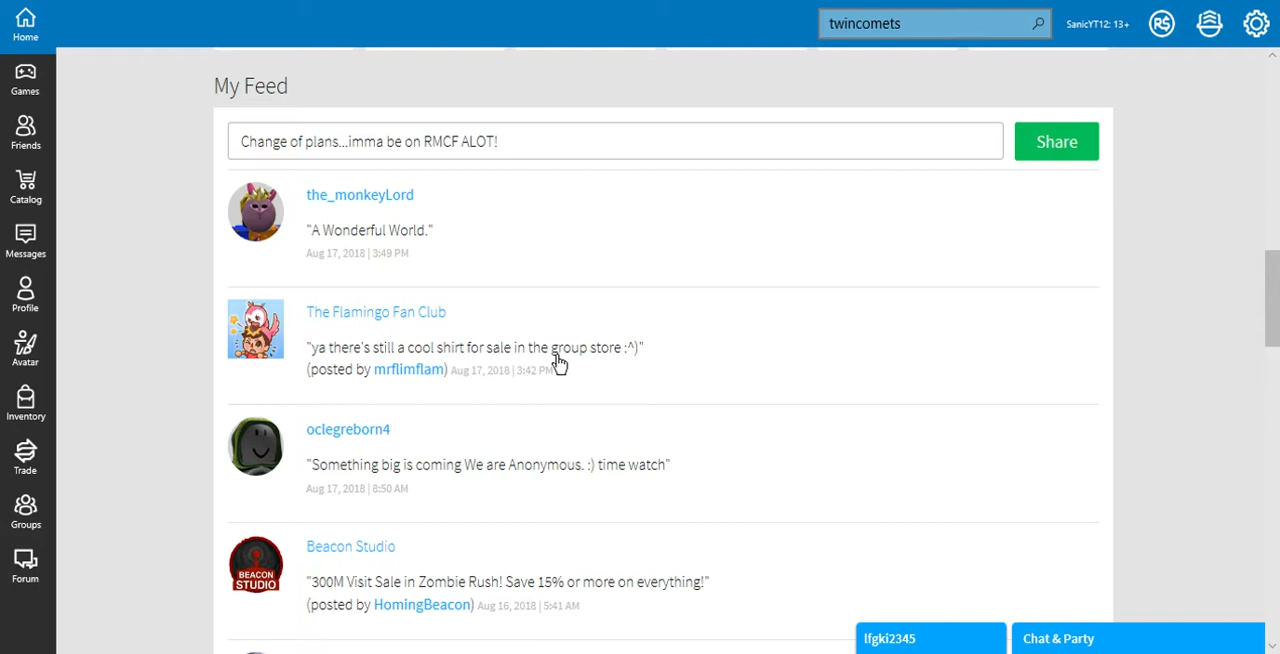 Home
twincomets
SanicYT12: 13+
R$
Games
Friends
Catalog
Messages
Profile
Avatar
Inventory
Trade
Groups
Forum
My Feed
Change of plans...imma be on RMCF ALOT!
Share
the_monkeyLord
"A Wonderful World."
Aug 17, 2018 | 3:49 PM
The Flamingo Fan Club
"ya there's still a cool shirt for sale in the group store :^)"
(posted by mrflimflam) Aug 17, 2018 | 3:42 PM
oclegreborn4
"Something big is coming We are Anonymous. :) time watch"
Aug 17, 2018 | 8:50 AM
BEACON
STUDIO
Beacon Studio
"300M Visit Sale in Zombie Rush! Save 15% or more on everything!"
(posted by HomingBeacon) Aug 16, 2018 | 5:41 AM
lfgki2345
Chat & Party